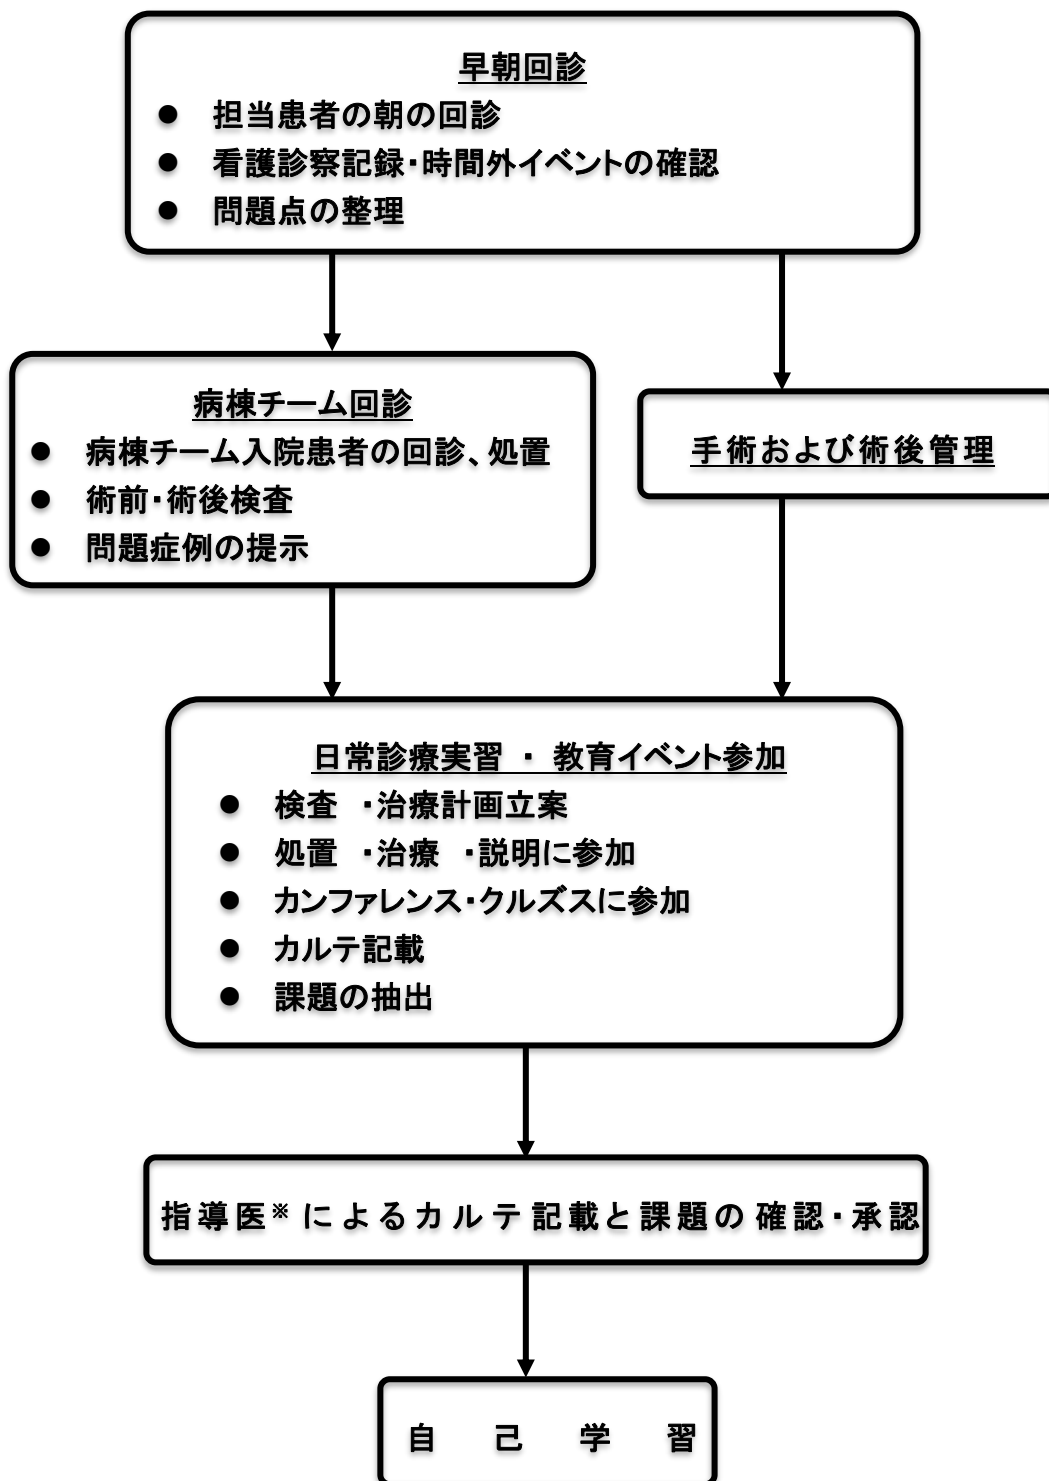 早朝回診
● 担当患者の朝の回診
● 看護診察記録・時間外イベントの確認
● 問題点の整理
病棟チーム回診
● 病棟チーム入院患者の回診、処置
● 術前・術後検査
● 問題症例の提示
手術および術後管理
日常診療実習 ・ 教育イベント参加
● 検査 ・治療計画立案
● 処置 ・治療 ・説明に参加
● カンファレンス・クルズスに参加
● カルテ記載
● 課題の抽出
指導医※によるカルテ記載と課題の確認・承認
自己学習